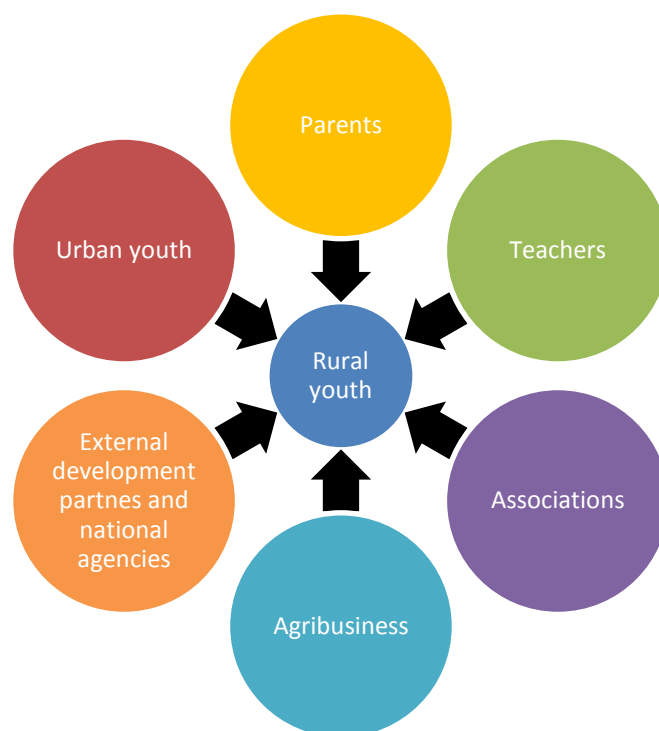 Parents
Urban youth
Teachers
Rural
youth
External
development
partnes and
national
agencies
Associations
Agribusiness